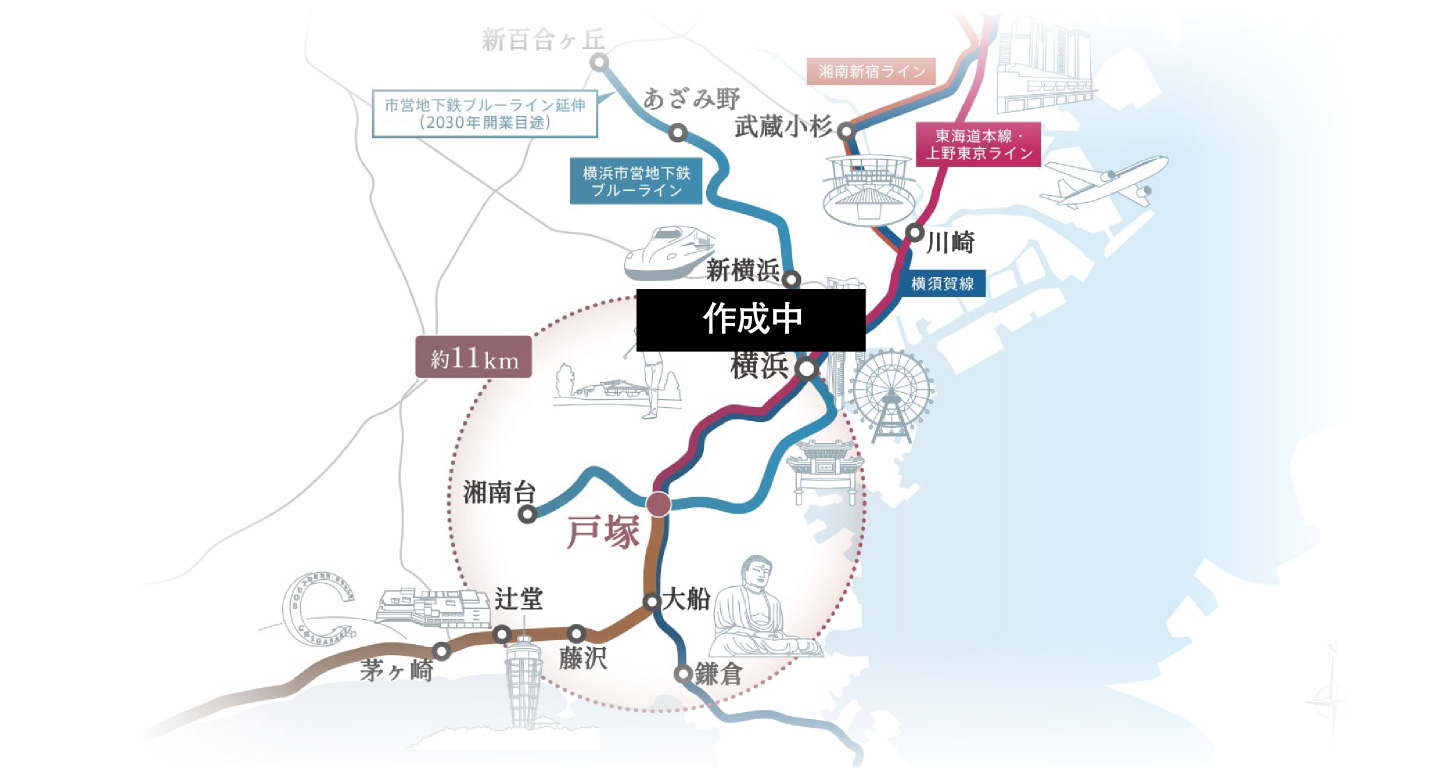 新百合ヶ丘
湘南新宿ライン
市営地下鉄ブルーライン延伸
(2030年開業目途)
あざみ野
武蔵小杉
東海道本線・
上野東京ライン
横浜市営地下鉄
ブルーライン
川崎
新横浜
横須賀線
作成中
約11km
横浜
湘南台
戸塚
辻堂
大船
藤沢
茅ヶ崎
鎌倉
N